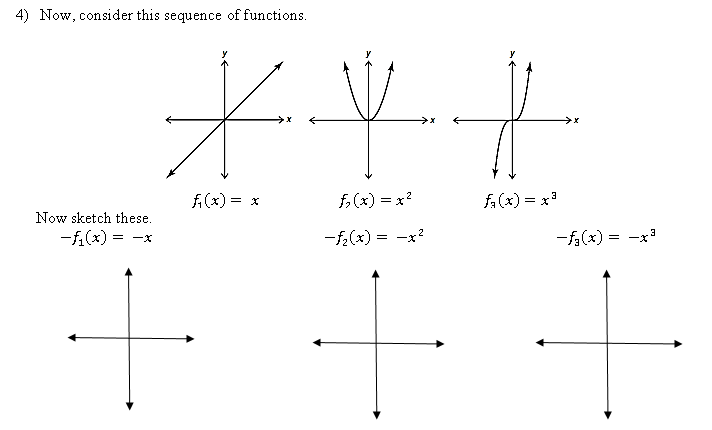 4) Now, consider this sequence of functions.
y y y
x x x
f₁(x) = x f₂(x) = x² f₃(x) = x³
Now sketch these.
−f₁(x) = −x −f₂(x) = −x² −f₃(x) = −x³